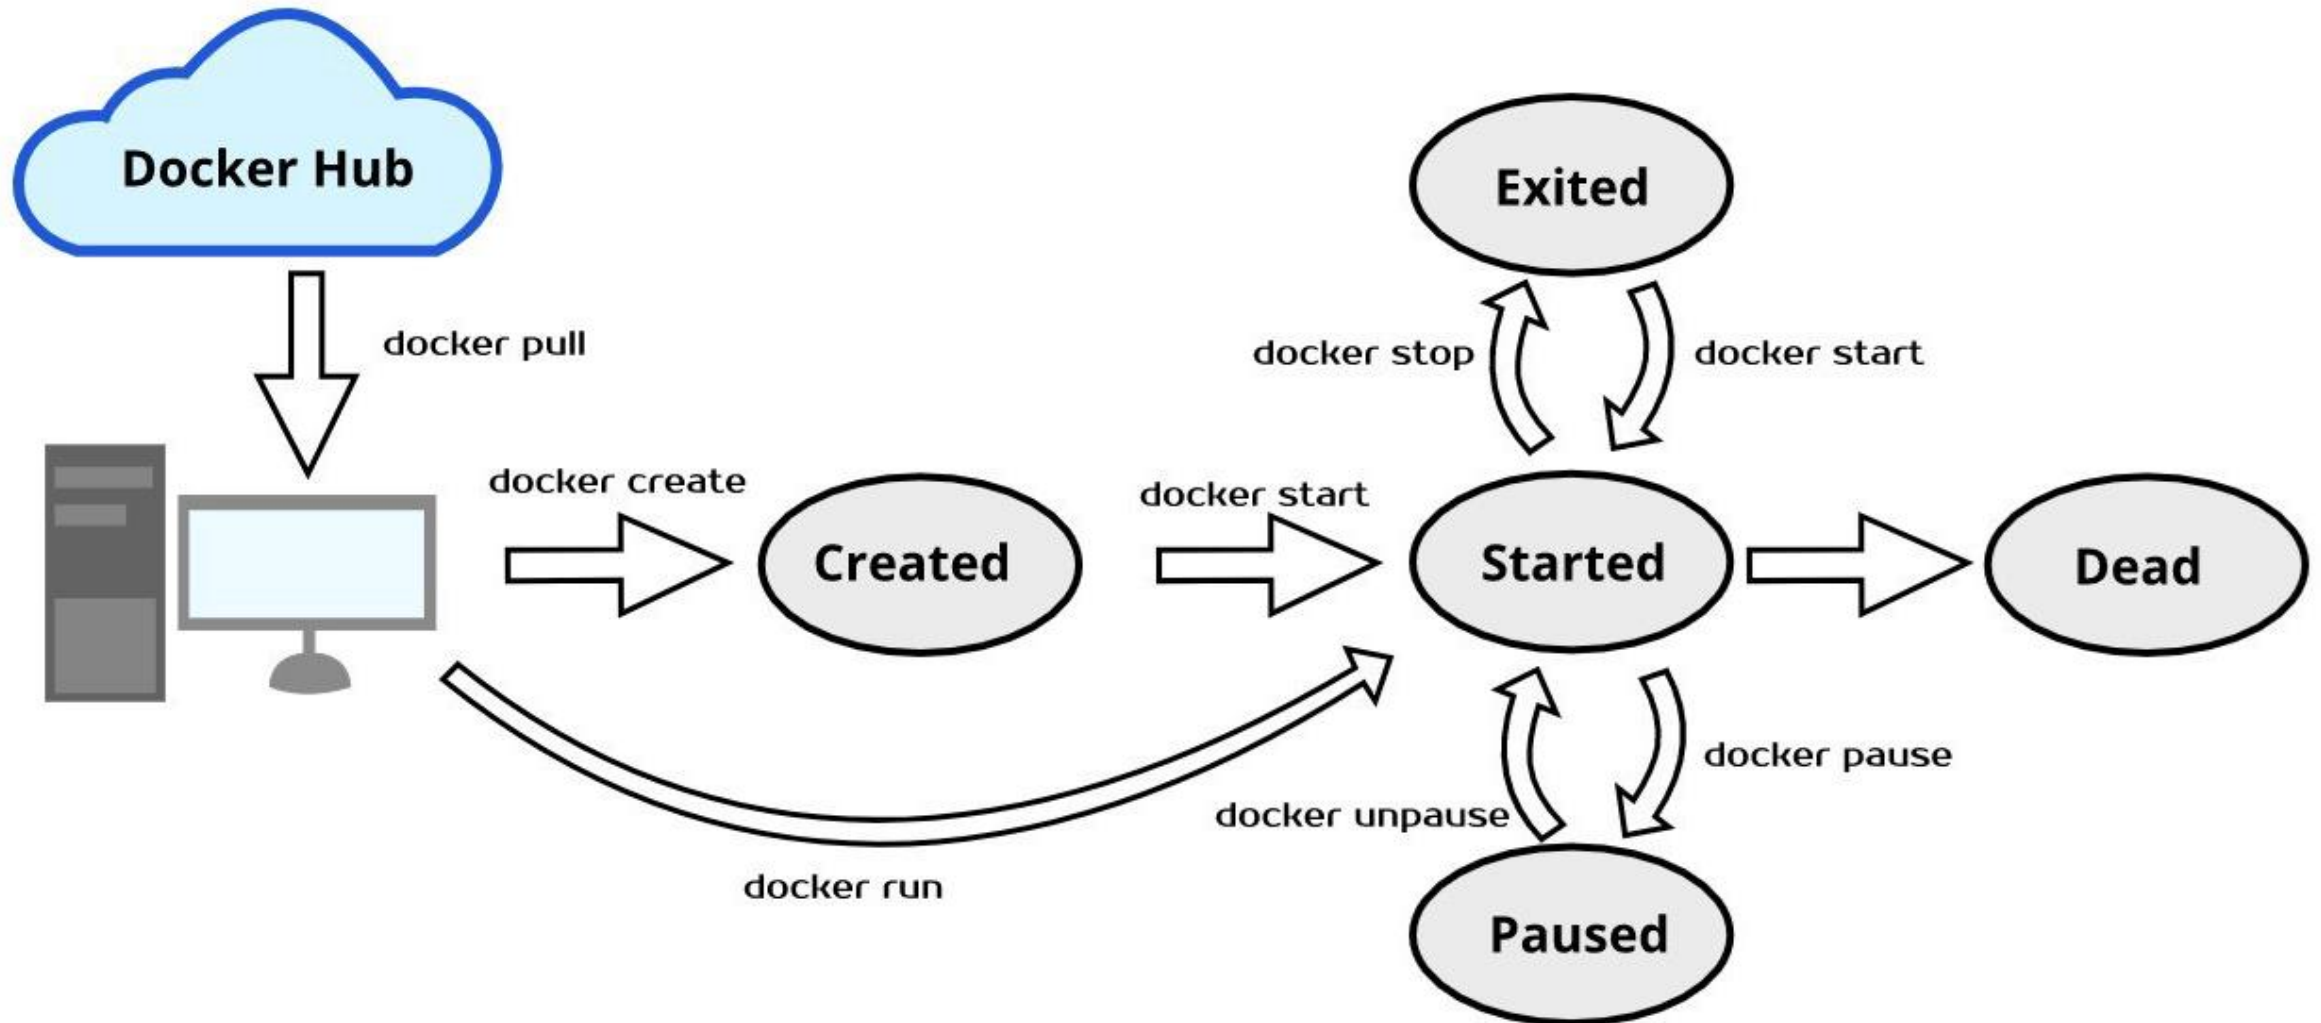 Docker Hub
docker pull
Exited
docker stop
docker start
docker create
Created
docker start
Started
Dead
docker pause
docker unpause
docker run
Paused